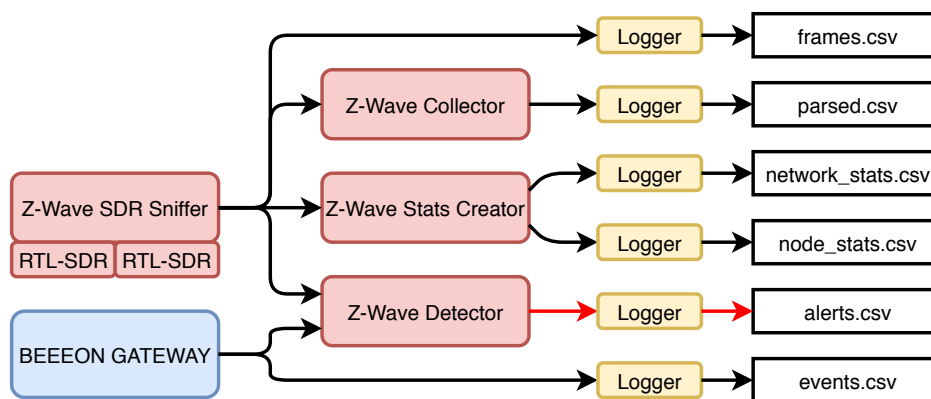 Logger
frames.csv
Z-Wave Collector
Logger
parsed.csv
Z-Wave SDR Sniffer
RTL-SDR
RTL-SDR
Z-Wave Stats Creator
Logger
network_stats.csv
Logger
node_stats.csv
Z-Wave Detector
Logger
alerts.csv
BEEEON GATEWAY
Logger
events.csv